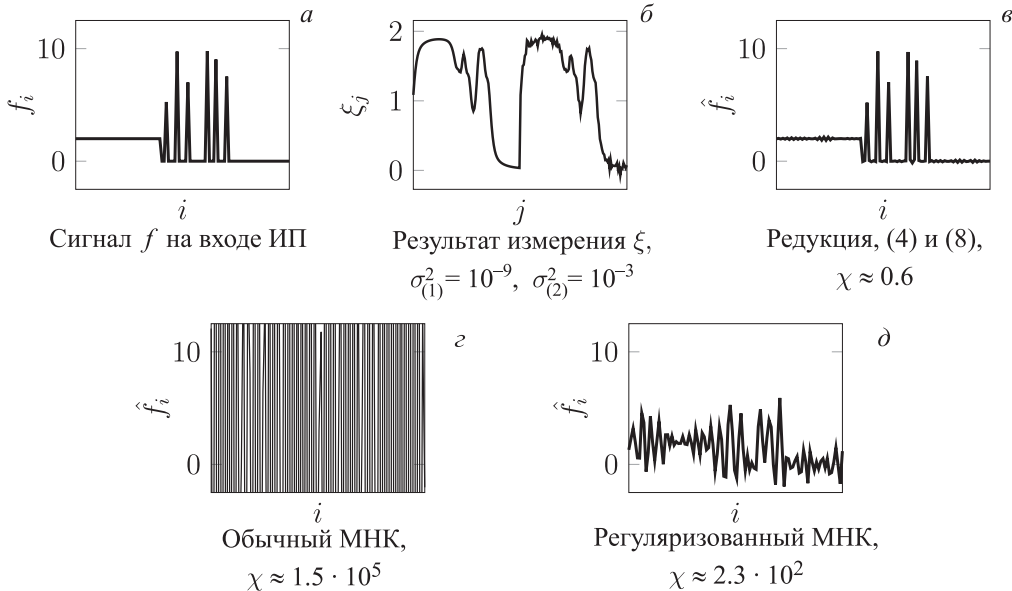 а
10
0
f_i
i
Сигнал f на входе ИП
б
2
1
0
ξ_j
j
Результат измерения ξ,
σ²₍₁₎ = 10⁻⁹, σ²₍₂₎ = 10⁻³
в
10
0
f̂_i
i
Редукция, (4) и (8),
χ ≈ 0.6
г
10
0
f̂_i
i
Обычный МНК,
χ ≈ 1.5 · 10⁵
д
10
0
f̂_i
i
Регуляризованный МНК,
χ ≈ 2.3 · 10²